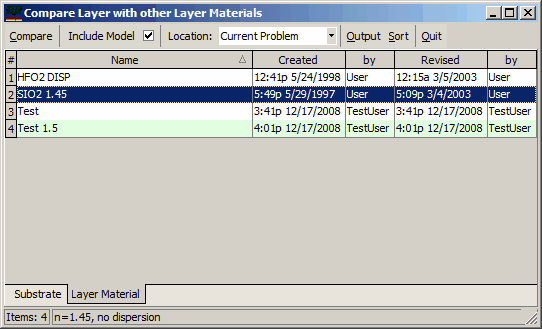 Compare Layer with other Layer Materials
Compare Include Model Location: Current Problem Output Sort Quit
# Name Created by Revised by
1 HFO2 DISP 12:41p 5/24/1998 User 12:15a 3/5/2003 User
2 SIO2 1.45 5:49p 5/29/1997 User 5:09p 3/4/2003 User
3 Test 3:41p 12/17/2008 TestUser 3:41p 12/17/2008 TestUser
4 Test 1.5 4:01p 12/17/2008 TestUser 4:01p 12/17/2008 TestUser
Substrate Layer Material
Items: 4 n=1.45, no dispersion